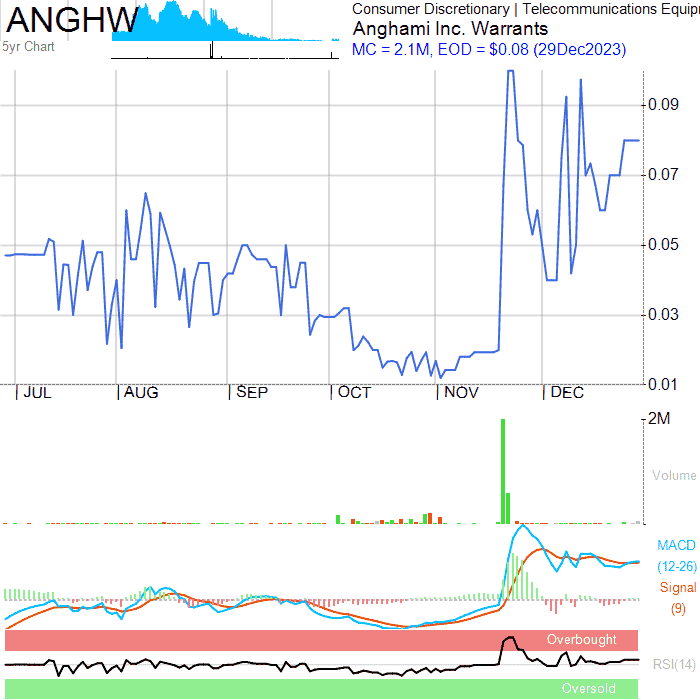 ANGHW
5yr Chart
Consumer Discretionary | Telecommunications Equip
Anghami Inc. Warrants
MC = 2.1M, EOD = $0.08 (29Dec2023)
0.09
0.07
0.05
0.03
0.01
JUL AUG SEP OCT NOV DEC
2M
Volume
MACD
(12-26)
Signal
(9)
Overbought
RSI(14)
Oversold